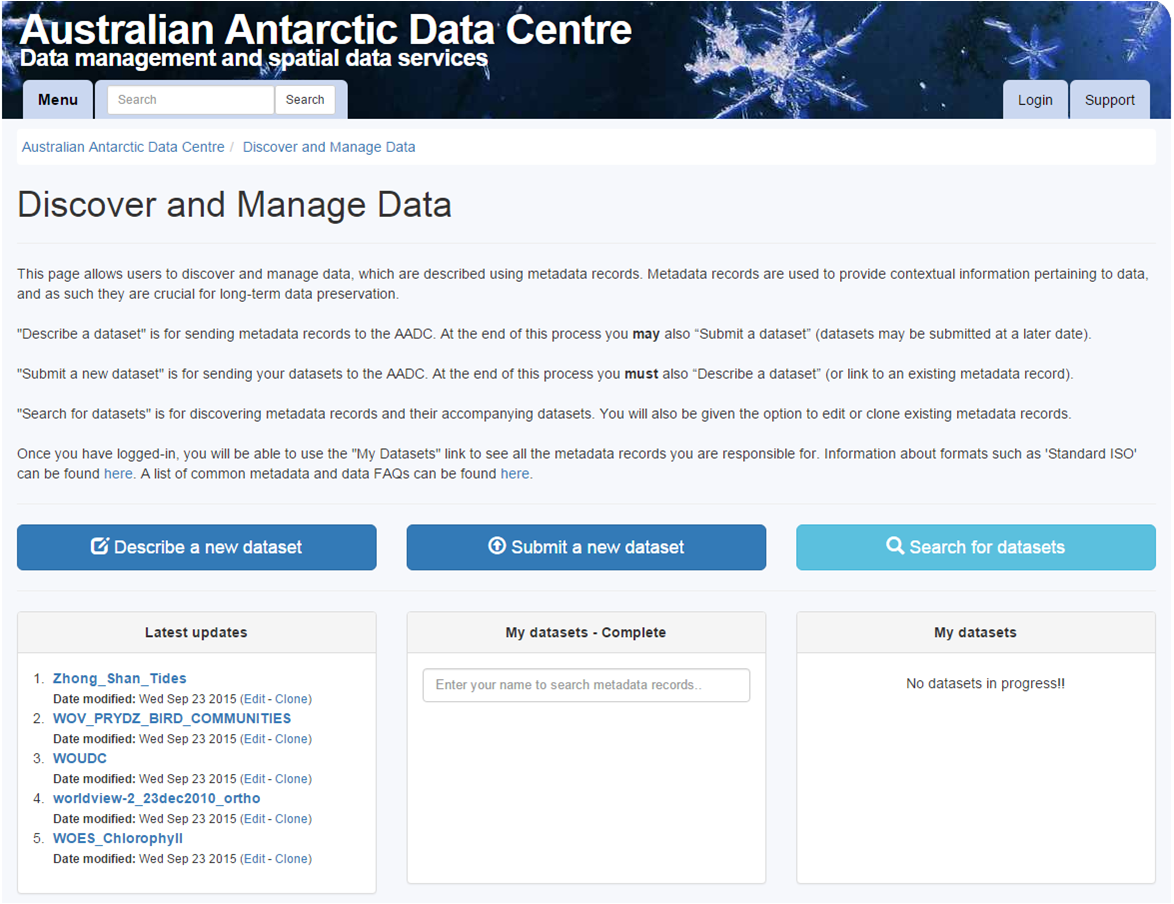 Australian Antarctic Data Centre
Data management and spatial data services
Menu Search Search Login Support
Australian Antarctic Data Centre / Discover and Manage Data
Discover and Manage Data
This page allows users to discover and manage data, which are described using metadata records. Metadata records are used to provide contextual information pertaining to data,
and as such they are crucial for long-term data preservation.
"Describe a dataset" is for sending metadata records to the AADC. At the end of this process you may also “Submit a dataset” (datasets may be submitted at a later date).
"Submit a new dataset" is for sending your datasets to the AADC. At the end of this process you must also “Describe a dataset” (or link to an existing metadata record).
"Search for datasets" is for discovering metadata records and their accompanying datasets. You will also be given the option to edit or clone existing metadata records.
Once you have logged-in, you will be able to use the "My Datasets" link to see all the metadata records you are responsible for. Information about formats such as 'Standard ISO'
can be found here. A list of common metadata and data FAQs can be found here.
Describe a new dataset Submit a new dataset Search for datasets
Latest updates
1. Zhong_Shan_Tides
Date modified: Wed Sep 23 2015 (Edit - Clone)
2. WOV_PRYDZ_BIRD_COMMUNITIES
Date modified: Wed Sep 23 2015 (Edit - Clone)
3. WOUDC
Date modified: Wed Sep 23 2015 (Edit - Clone)
4. worldview-2_23dec2010_ortho
Date modified: Wed Sep 23 2015 (Edit - Clone)
5. WOES_Chlorophyll
Date modified: Wed Sep 23 2015 (Edit - Clone)
My datasets - Complete
Enter your name to search metadata records..
My datasets
No datasets in progress!!